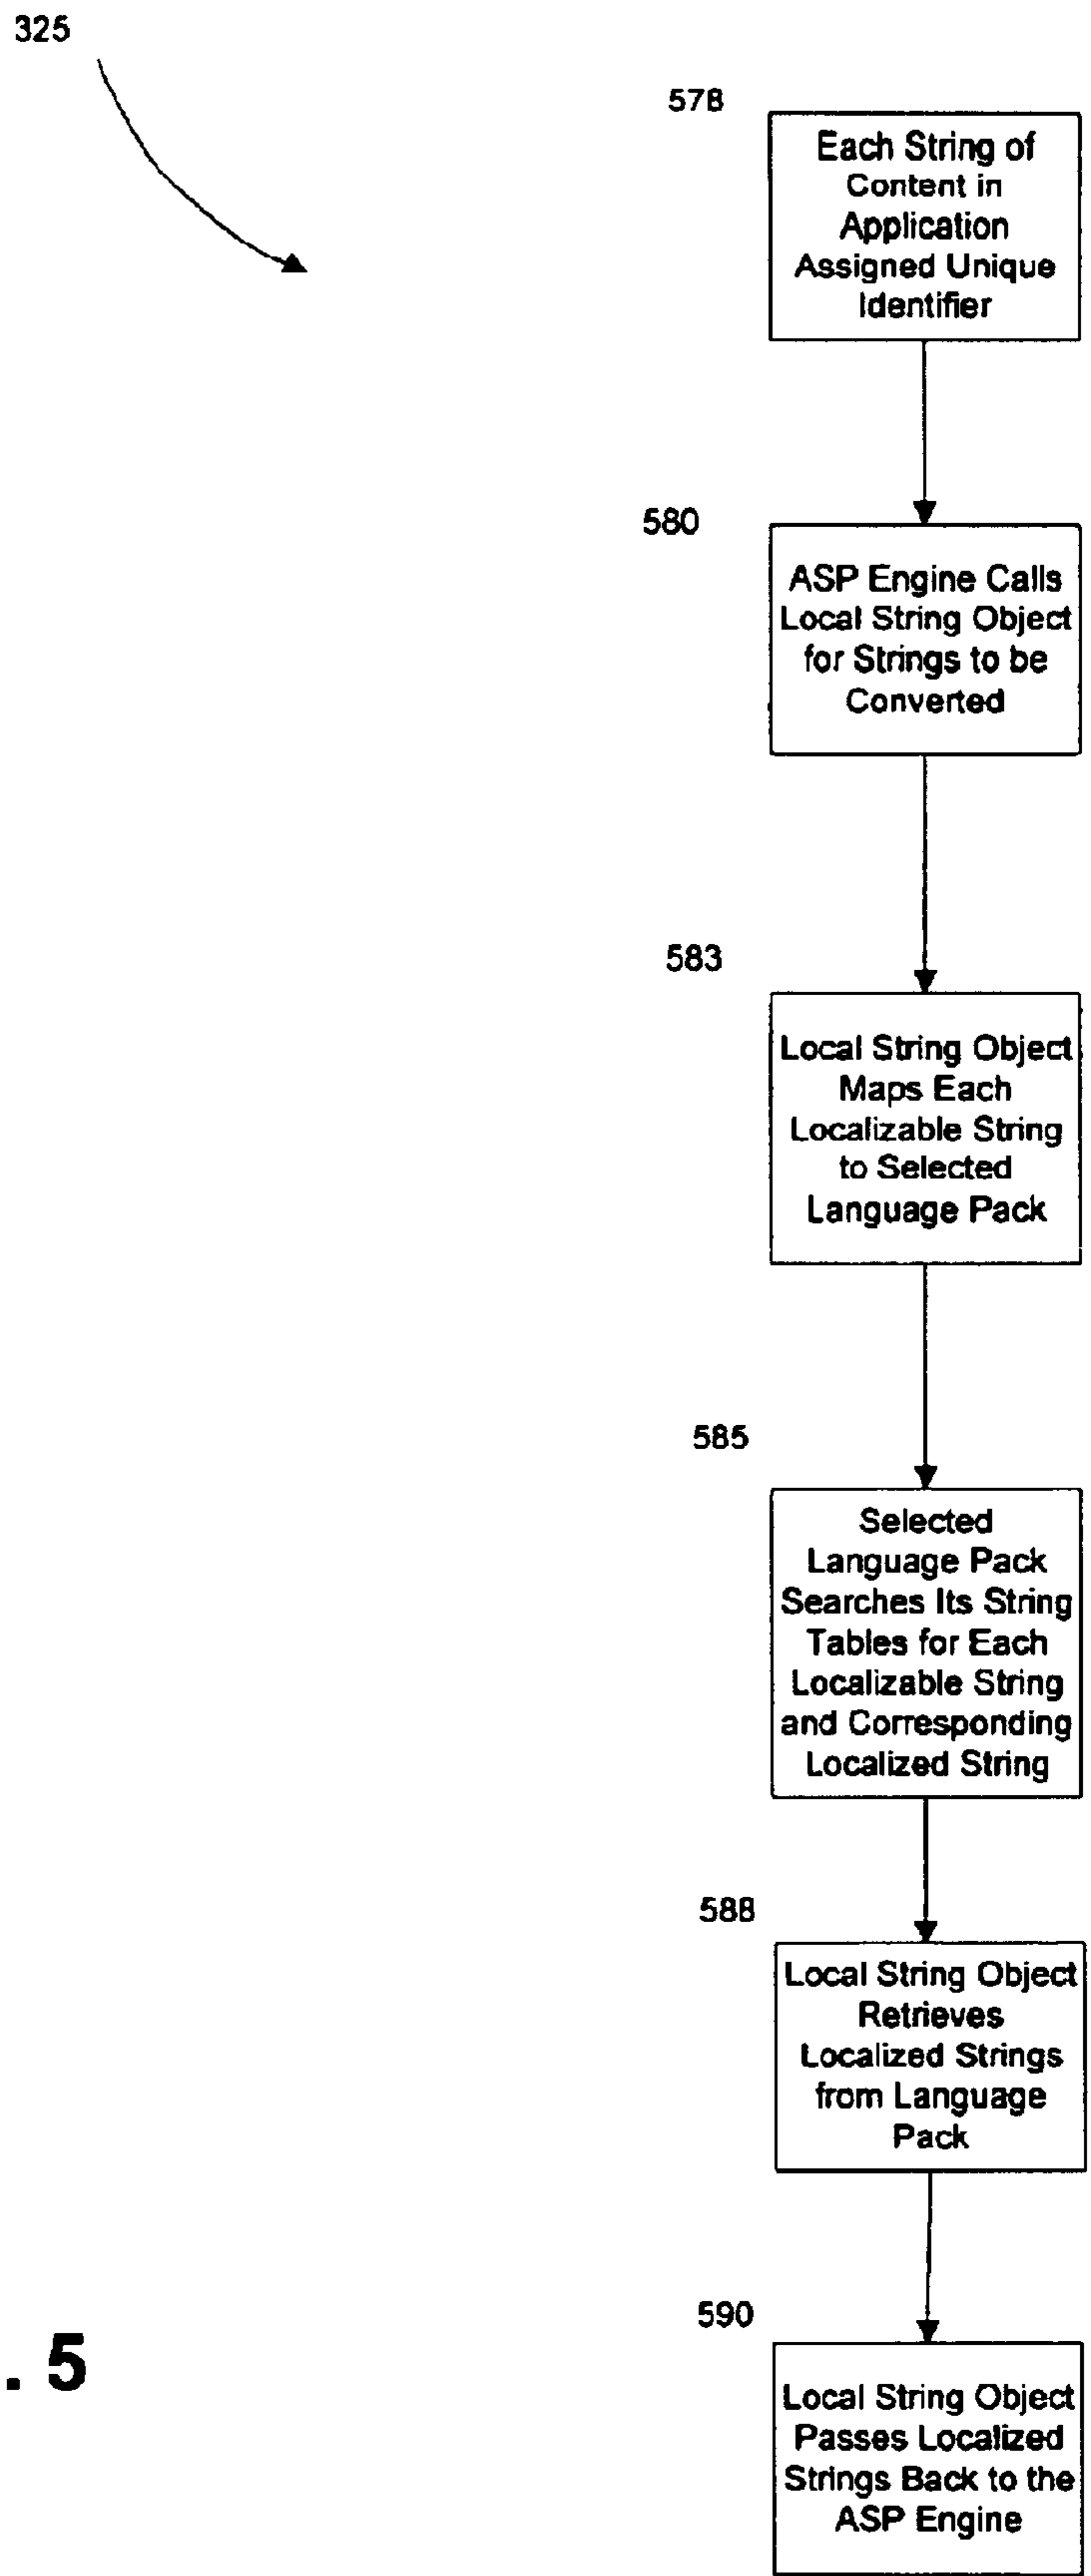 325
578
Each String of
Content in
Application
Assigned Unique
Identifier
580
ASP Engine Calls
Local String Object
for Strings to be
Converted
583
Local String Object
Maps Each
Localizable String
to Selected
Language Pack
585
Selected
Language Pack
Searches Its String
Tables for Each
Localizable String
and Corresponding
Localized String
588
Local String Object
Retrieves
Localized Strings
from Language
Pack
590
Local String Object
Passes Localized
Strings Back to the
ASP Engine
. 5